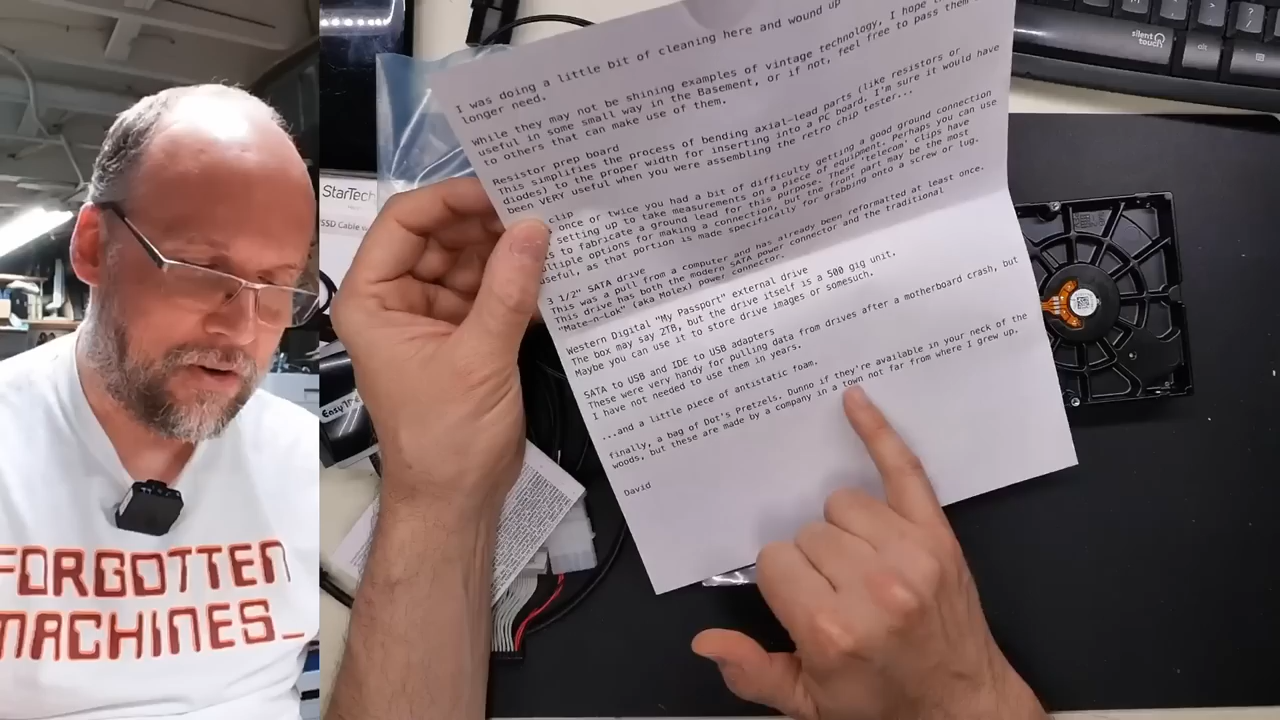 I was doing a little bit of cleaning here and wound up
longer need.
While they may not be shining examples of vintage technology, I hope
useful in some small way in the Basement, or if not, feel free to pass them
to others that can make use of them.
Resistor prep board
This simplifies the process of bending axial-lead parts (like resistors or
diodes) to the proper width for inserting into a PC board. I'm sure it would have
been VERY useful when you were assembling the retro chip tester...
clip
once or twice you had a bit of difficulty getting a good ground connection
setting up to take measurements on a piece of equipment. Perhaps you can use
to fabricate a ground lead for this purpose. These 'telecom' clips have
multiple options for making a connection, but the front part may be the most
useful, as that portion is made specifically for grabbing onto a screw or lug.
3 1/2" SATA drive
This was a pull from a computer and has already been reformatted at least once.
This drive has both the modern SATA power connector and the traditional
"Mate-n-Lok" (aka Molex) power connector.
Western Digital "My Passport" external drive
The box may say 2TB, but the drive itself is a 500 gig unit.
Maybe you can use it to store drive images or somesuch.
SATA to USB and IDE to USB adapters
These were very handy for pulling data from drives after a motherboard crash, but
I have not needed to use them in years.
...and a little piece of antistatic foam.
finally, a bag of Dot's Pretzels. Dunno if they're available in your neck of the
woods, but these are made by a company in a town not far from where I grew up.
David
FORGOTTEN
MACHINES_
StarTech
SSD Cable
silent
touch
alt